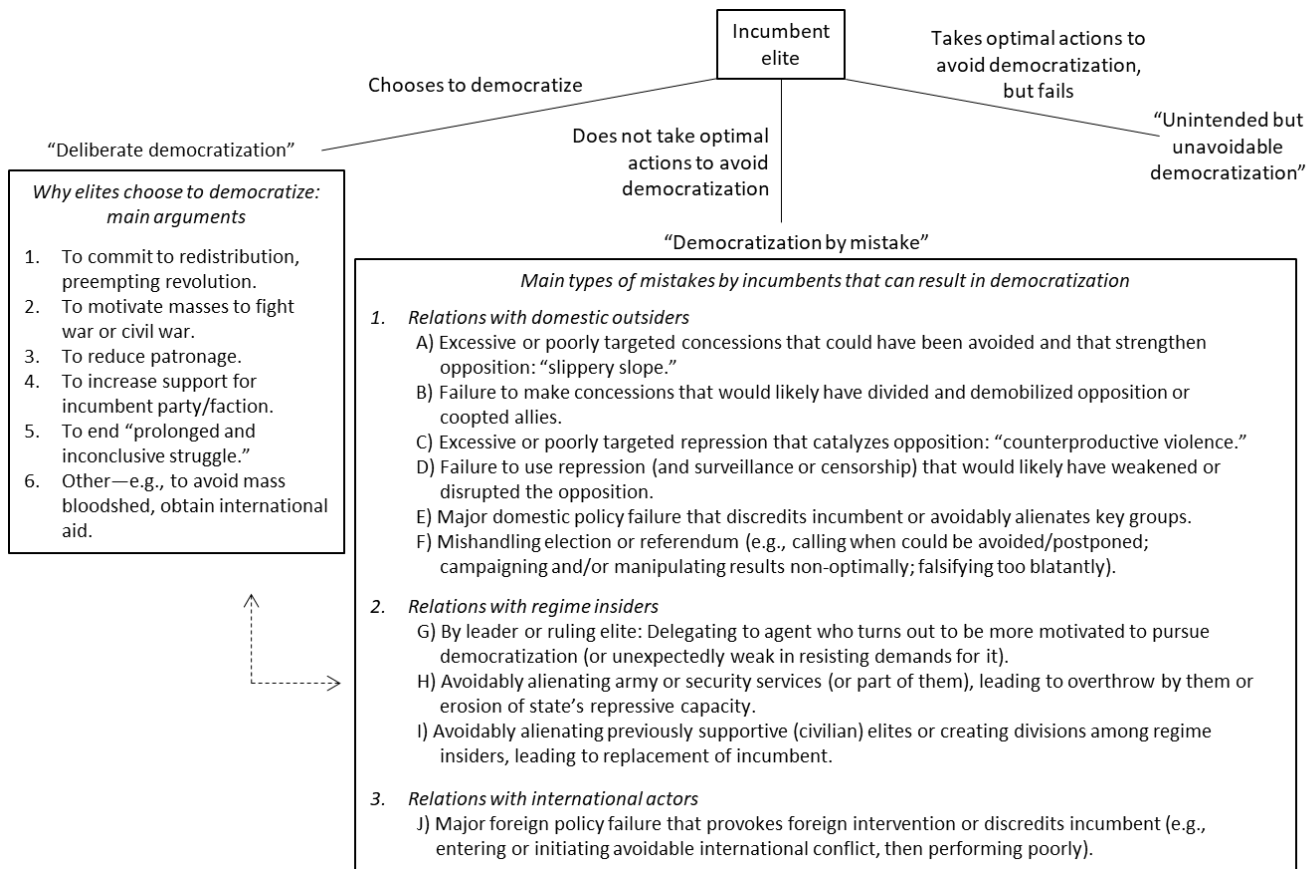 Incumbent
elite
Chooses to democratize
Does not take optimal
actions to avoid
democratization
Takes optimal actions to
avoid democratization,
but fails
“Deliberate democratization”
“Unintended but
unavoidable
democratization”
Why elites choose to democratize:
main arguments
1. To commit to redistribution,
preempting revolution.
2. To motivate masses to fight
war or civil war.
3. To reduce patronage.
4. To increase support for
incumbent party/faction.
5. To end “prolonged and
inconclusive struggle.”
6. Other—e.g., to avoid mass
bloodshed, obtain international
aid.
“Democratization by mistake”
Main types of mistakes by incumbents that can result in democratization
1. Relations with domestic outsiders
A) Excessive or poorly targeted concessions that could have been avoided and that strengthen
opposition: “slippery slope.”
B) Failure to make concessions that would likely have divided and demobilized opposition or
coopted allies.
C) Excessive or poorly targeted repression that catalyzes opposition: “counterproductive violence.”
D) Failure to use repression (and surveillance or censorship) that would likely have weakened or
disrupted the opposition.
E) Major domestic policy failure that discredits incumbent or avoidably alienates key groups.
F) Mishandling election or referendum (e.g., calling when could be avoided/postponed;
campaigning and/or manipulating results non-optimally; falsifying too blatantly).
2. Relations with regime insiders
G) By leader or ruling elite: Delegating to agent who turns out to be more motivated to pursue
democratization (or unexpectedly weak in resisting demands for it).
H) Avoidably alienating army or security services (or part of them), leading to overthrow by them or
erosion of state’s repressive capacity.
I) Avoidably alienating previously supportive (civilian) elites or creating divisions among regime
insiders, leading to replacement of incumbent.
3. Relations with international actors
J) Major foreign policy failure that provokes foreign intervention or discredits incumbent (e.g.,
entering or initiating avoidable international conflict, then performing poorly).